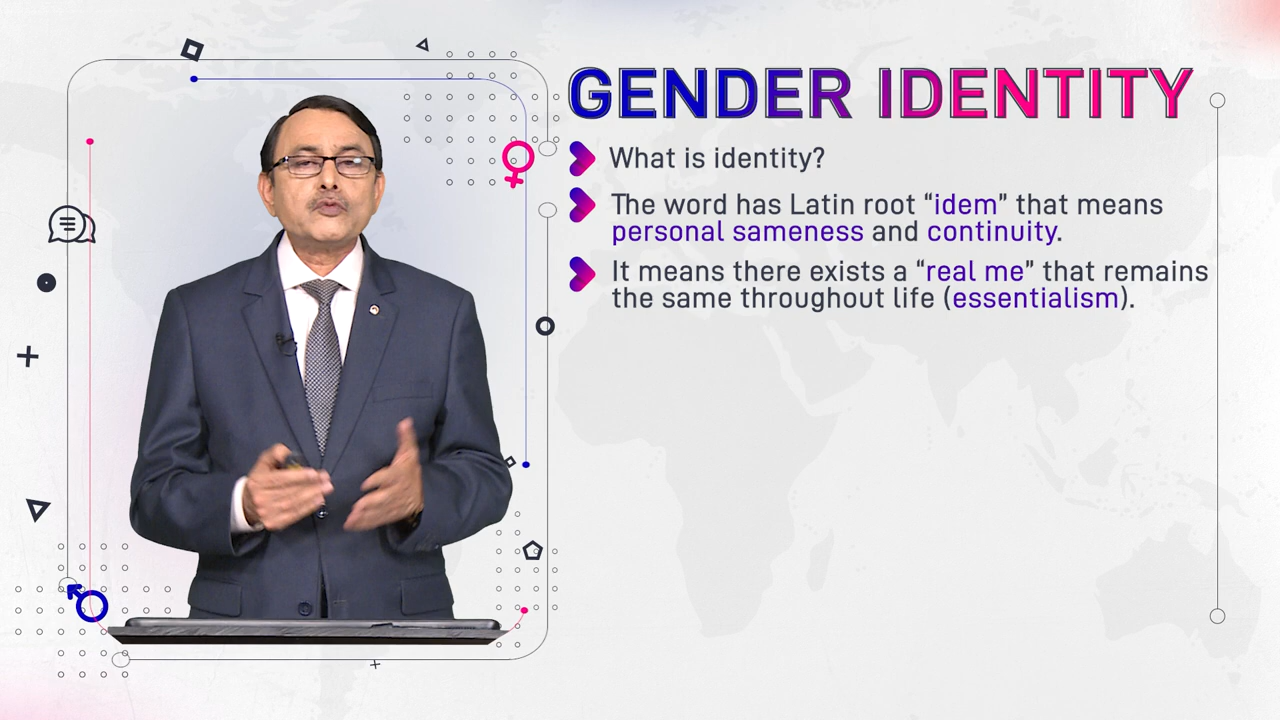 GENDER IDENTITY
What is identity?
The word has Latin root “idem” that means
personal sameness and continuity.
It means there exists a “real me” that remains
the same throughout life (essentialism).